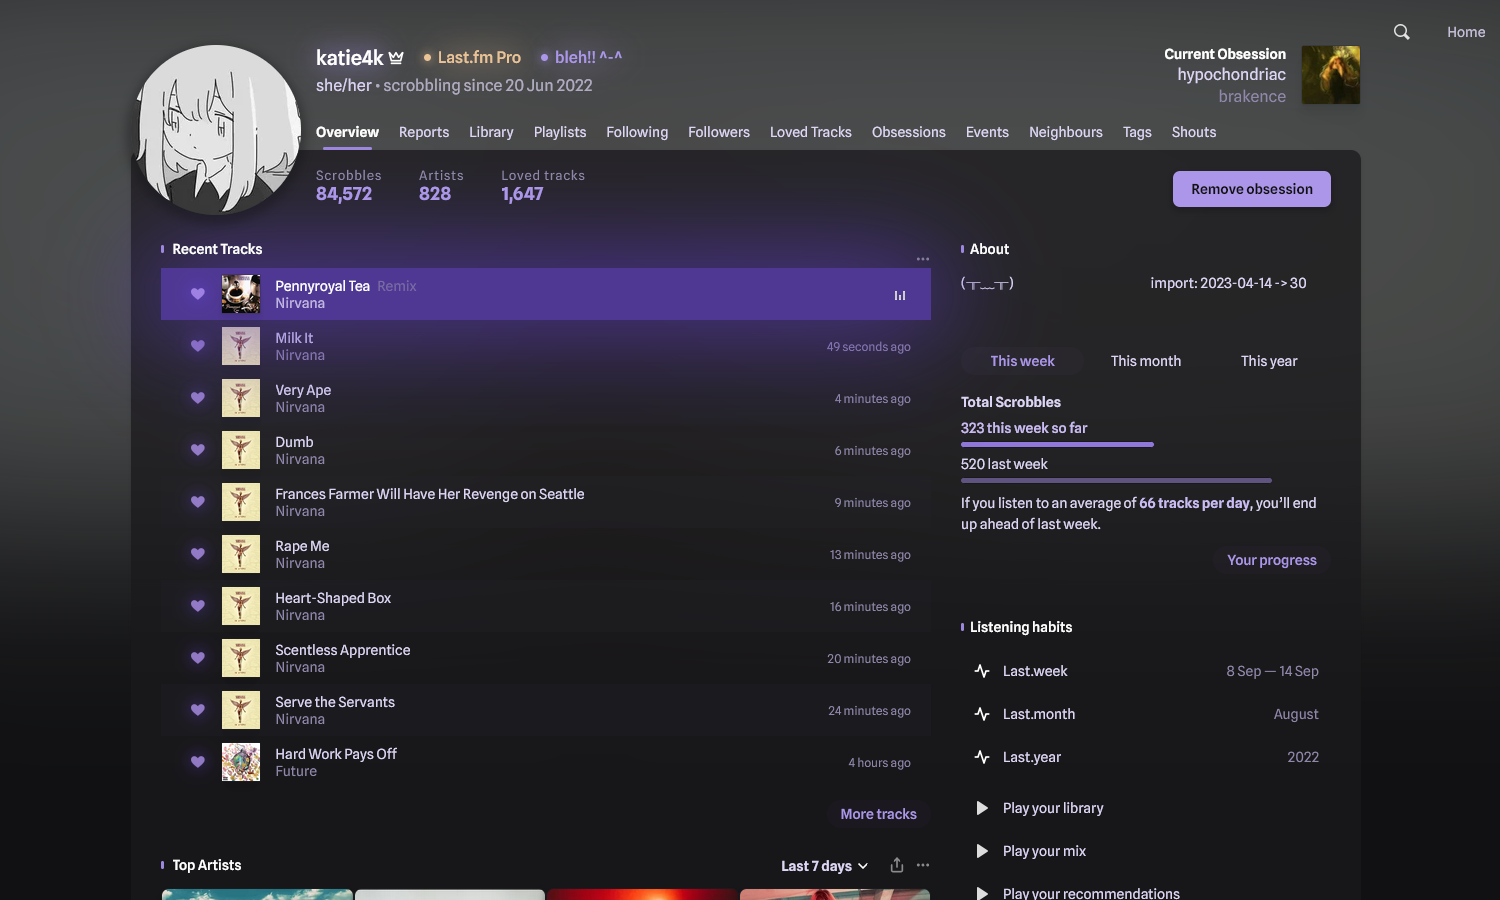 Home
katie4k
Last.fm Pro
bleh!! ^-^
she/her • scrobbling since 20 Jun 2022
Current Obsession
hypochondriac
brakence
Overview Reports Library Playlists Following Followers Loved Tracks Obsessions Events Neighbours Tags Shouts
Scrobbles
84,572
Artists
828
Loved tracks
1,647
Remove obsession
Recent Tracks
Pennyroyal Tea Remix
Nirvana
Milk It
Nirvana
49 seconds ago
Very Ape
Nirvana
4 minutes ago
Dumb
Nirvana
6 minutes ago
Frances Farmer Will Have Her Revenge on Seattle
Nirvana
9 minutes ago
Rape Me
Nirvana
13 minutes ago
Heart-Shaped Box
Nirvana
16 minutes ago
Scentless Apprentice
Nirvana
20 minutes ago
Serve the Servants
Nirvana
24 minutes ago
Hard Work Pays Off
Future
4 hours ago
More tracks
Top Artists
Last 7 days
About
import: 2023-04-14 -> 30
This week This month This year
Total Scrobbles
323 this week so far
520 last week
If you listen to an average of 66 tracks per day, you’ll end
up ahead of last week.
Your progress
Listening habits
Last.week 8 Sep — 14 Sep
Last.month August
Last.year 2022
Play your library
Play your mix
Play your recommendations